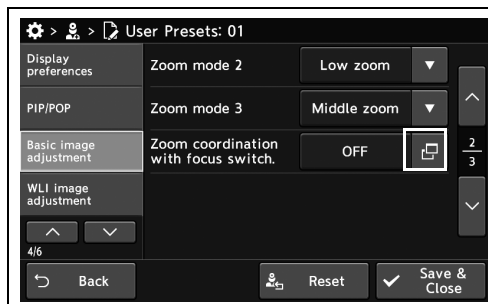 > > User Presets: 01
Display
preferences
Zoom mode 2
Low zoom
PIP/POP
Zoom mode 3
Middle zoom
Basic image
adjustment
Zoom coordination
with focus switch.
OFF
2
3
WLI image
adjustment
4/6
Back
Reset
Save &
Close